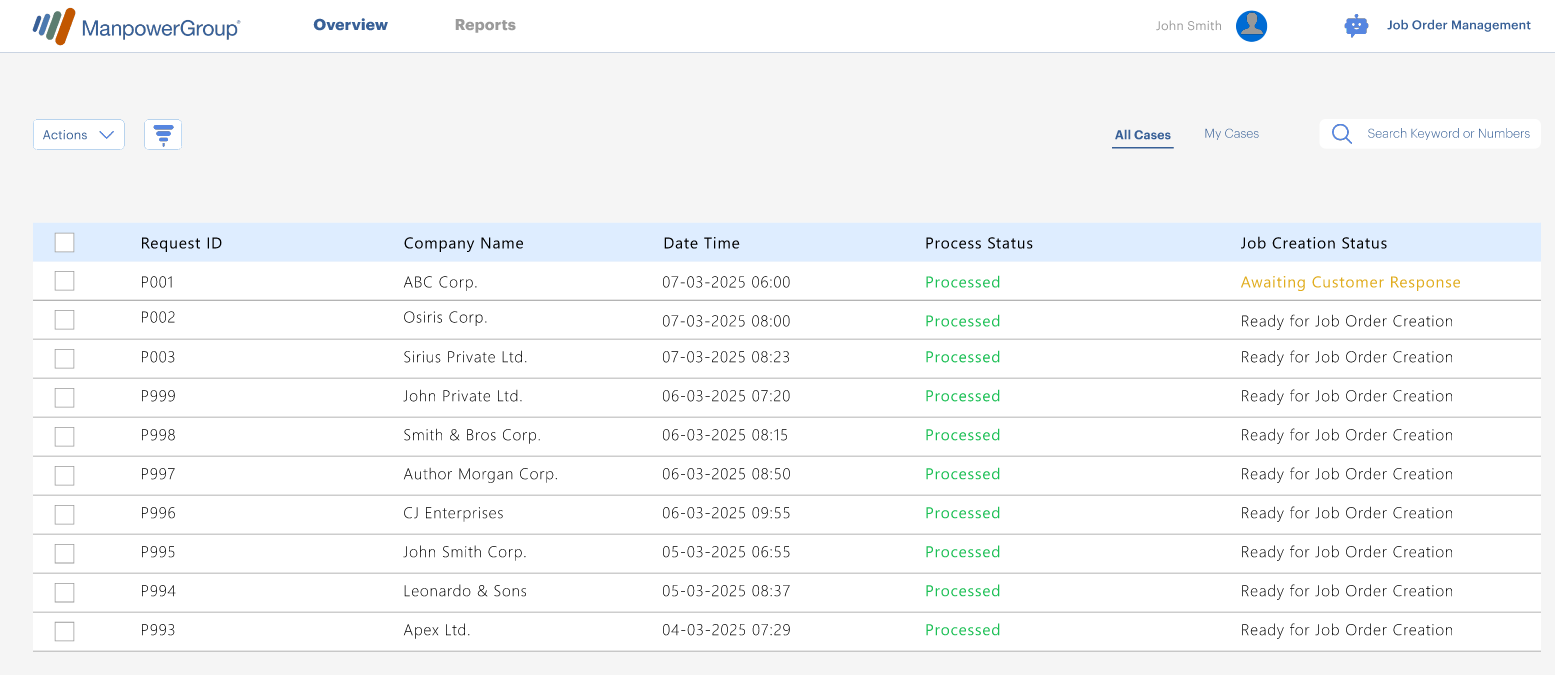 ManpowerGroup® Overview Reports John Smith Job Order Management
Actions All Cases My Cases Search Keyword or Numbers
Request ID Company Name Date Time Process Status Job Creation Status
P001 ABC Corp. 07-03-2025 06:00 Processed Awaiting Customer Response
P002 Osiris Corp. 07-03-2025 08:00 Processed Ready for Job Order Creation
P003 Sirius Private Ltd. 07-03-2025 08:23 Processed Ready for Job Order Creation
P999 John Private Ltd. 06-03-2025 07:20 Processed Ready for Job Order Creation
P998 Smith & Bros Corp. 06-03-2025 08:15 Processed Ready for Job Order Creation
P997 Author Morgan Corp. 06-03-2025 08:50 Processed Ready for Job Order Creation
P996 CJ Enterprises 06-03-2025 09:55 Processed Ready for Job Order Creation
P995 John Smith Corp. 05-03-2025 06:55 Processed Ready for Job Order Creation
P994 Leonardo & Sons 05-03-2025 08:37 Processed Ready for Job Order Creation
P993 Apex Ltd. 04-03-2025 07:29 Processed Ready for Job Order Creation